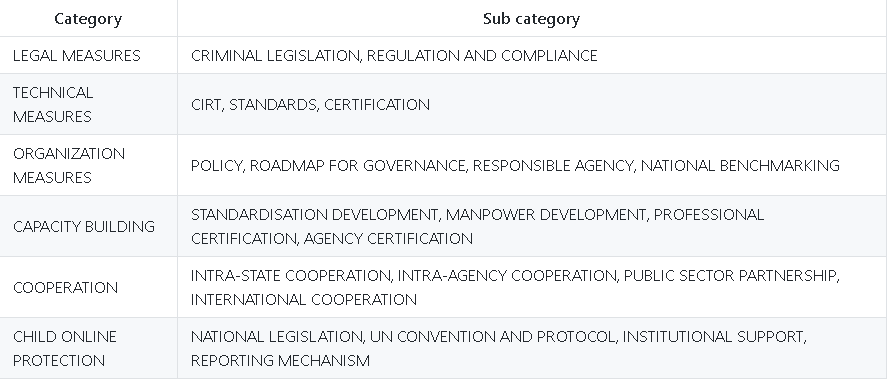 Category Sub category
LEGAL MEASURES CRIMINAL LEGISLATION, REGULATION AND COMPLIANCE
TECHNICAL
MEASURES
CIRT, STANDARDS, CERTIFICATION
ORGANIZATION
MEASURES
POLICY, ROADMAP FOR GOVERNANCE, RESPONSIBLE AGENCY, NATIONAL BENCHMARKING
CAPACITY BUILDING
STANDARDISATION DEVELOPMENT, MANPOWER DEVELOPMENT, PROFESSIONAL
CERTIFICATION, AGENCY CERTIFICATION
COOPERATION
INTRA-STATE COOPERATION, INTRA-AGENCY COOPERATION, PUBLIC SECTOR PARTNERSHIP,
INTERNATIONAL COOPERATION
CHILD ONLINE
PROTECTION
NATIONAL LEGISLATION, UN CONVENTION AND PROTOCOL, INSTITUTIONAL SUPPORT,
REPORTING MECHANISM